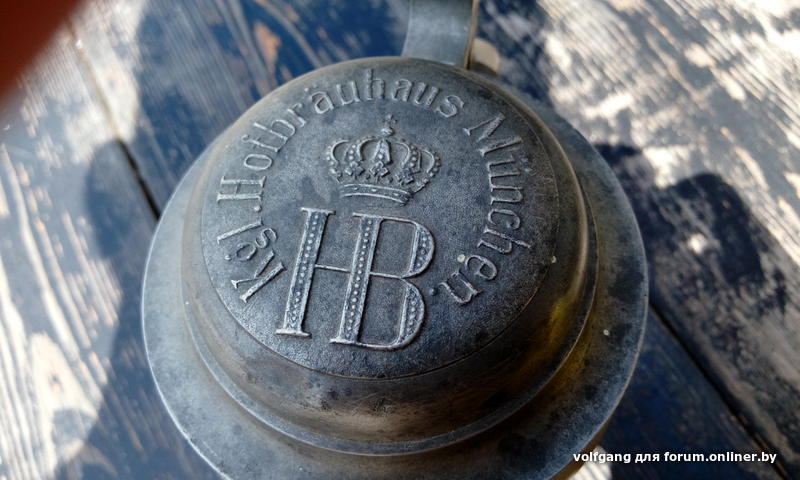 Kgl. Hofbräuhaus München.
HB
volfgang для forum.onliner.by